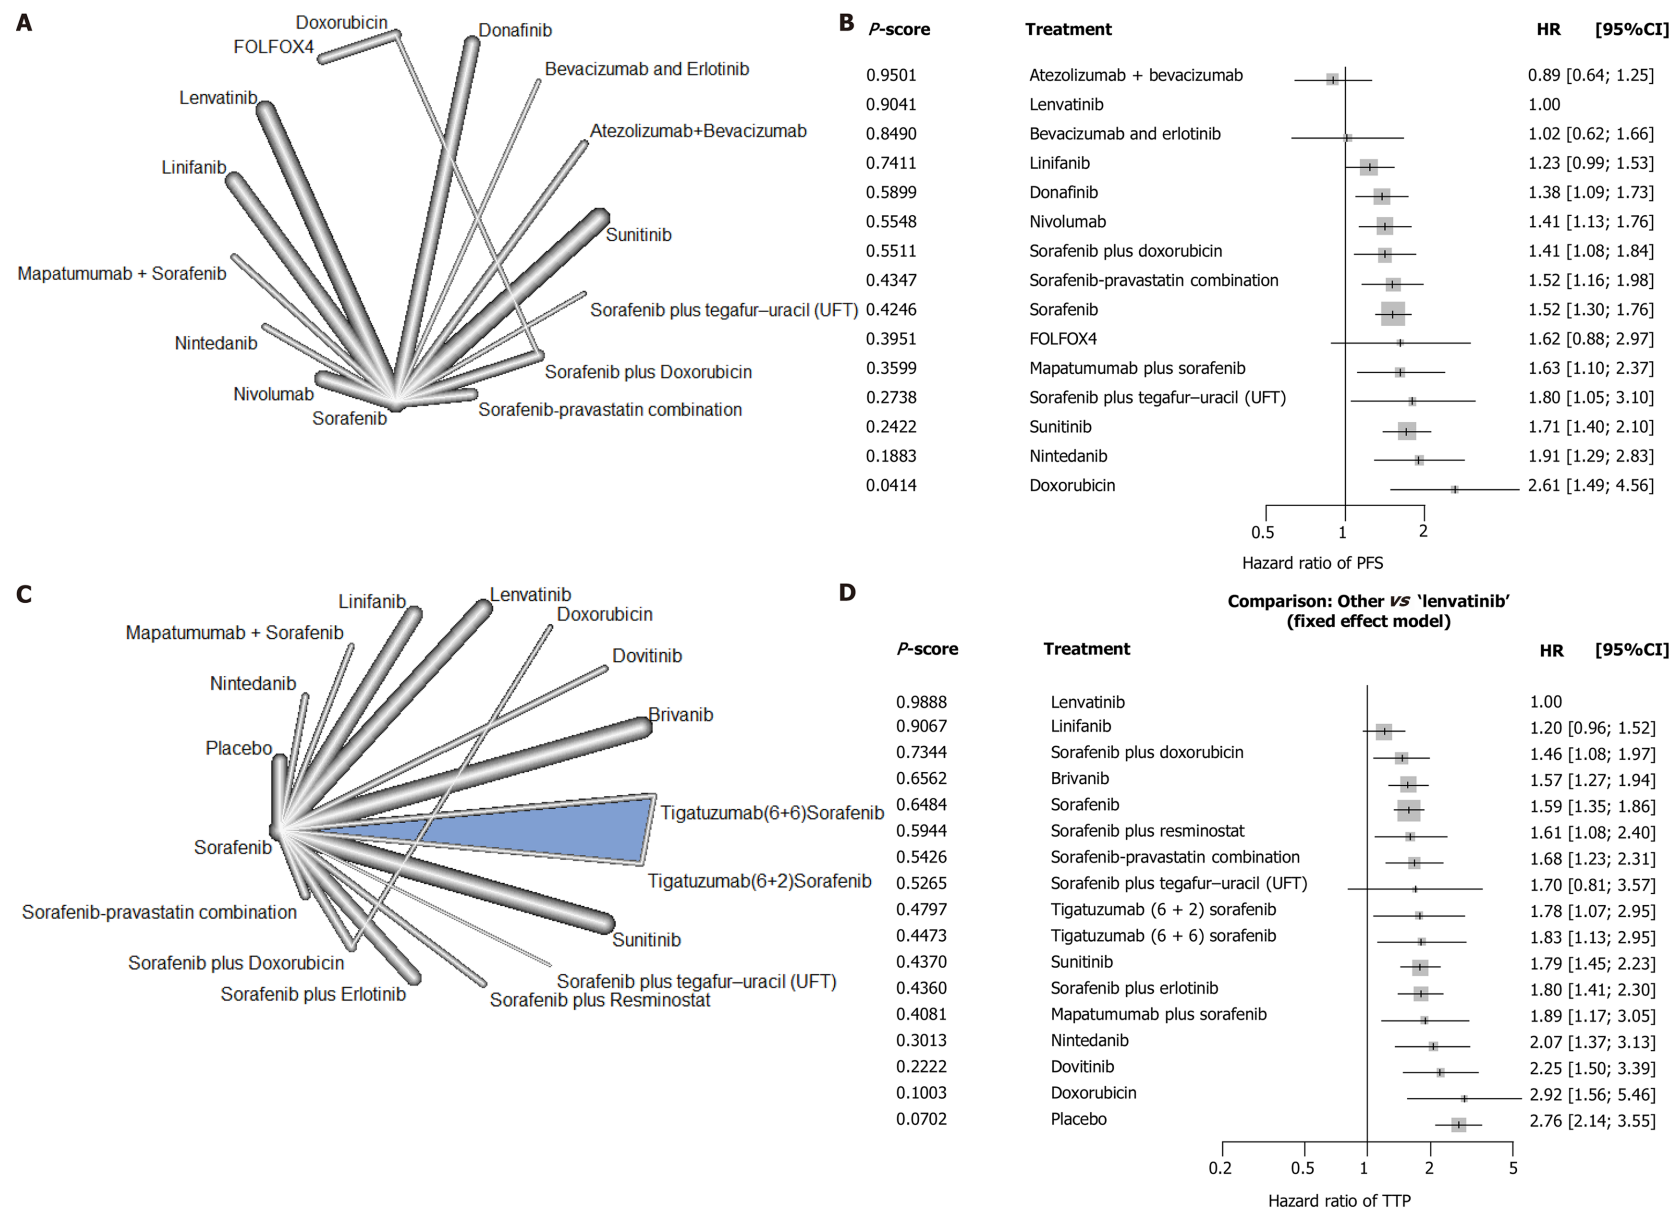 A
Doxorubicin
FOLFOX4
Donafinib
Bevacizumab and Erlotinib
Lenvatinib
Atezolizumab+Bevacizumab
Linifanib
Sunitinib
Mapatumumab + Sorafenib
Sorafenib plus tegafur–uracil (UFT)
Nintedanib
Sorafenib plus Doxorubicin
Nivolumab
Sorafenib-pravastatin combination
Sorafenib
B
P-score Treatment HR [95%CI]
0.9501 Atezolizumab + bevacizumab 0.89 [0.64; 1.25]
0.9041 Lenvatinib 1.00
0.8490 Bevacizumab and erlotinib 1.02 [0.62; 1.66]
0.7411 Linifanib 1.23 [0.99; 1.53]
0.5899 Donafinib 1.38 [1.09; 1.73]
0.5548 Nivolumab 1.41 [1.13; 1.76]
0.5511 Sorafenib plus doxorubicin 1.41 [1.08; 1.84]
0.4347 Sorafenib-pravastatin combination 1.52 [1.16; 1.98]
0.4246 Sorafenib 1.52 [1.30; 1.76]
0.3951 FOLFOX4 1.62 [0.88; 2.97]
0.3599 Mapatumumab plus sorafenib 1.63 [1.10; 2.37]
0.2738 Sorafenib plus tegafur–uracil (UFT) 1.80 [1.05; 3.10]
0.2422 Sunitinib 1.71 [1.40; 2.10]
0.1883 Nintedanib 1.91 [1.29; 2.83]
0.0414 Doxorubicin 2.61 [1.49; 4.56]
0.5 1 2
Hazard ratio of PFS
C
Lenvatinib
Linifanib
Doxorubicin
Mapatumumab + Sorafenib
Dovitinib
Nintedanib
Brivanib
Placebo
Tigatuzumab(6+6)Sorafenib
Sorafenib
Tigatuzumab(6+2)Sorafenib
Sorafenib-pravastatin combination
Sunitinib
Sorafenib plus Doxorubicin
Sorafenib plus tegafur–uracil (UFT)
Sorafenib plus Erlotinib
Sorafenib plus Resminostat
D
Comparison: Other vs ‘lenvatinib’
(fixed effect model)
P-score Treatment HR [95%CI]
0.9888 Lenvatinib 1.00
0.9067 Linifanib 1.20 [0.96; 1.52]
0.7344 Sorafenib plus doxorubicin 1.46 [1.08; 1.97]
0.6562 Brivanib 1.57 [1.27; 1.94]
0.6484 Sorafenib 1.59 [1.35; 1.86]
0.5944 Sorafenib plus resminostat 1.61 [1.08; 2.40]
0.5426 Sorafenib-pravastatin combination 1.68 [1.23; 2.31]
0.5265 Sorafenib plus tegafur–uracil (UFT) 1.70 [0.81; 3.57]
0.4797 Tigatuzumab (6 + 2) sorafenib 1.78 [1.07; 2.95]
0.4473 Tigatuzumab (6 + 6) sorafenib 1.83 [1.13; 2.95]
0.4370 Sunitinib 1.79 [1.45; 2.23]
0.4360 Sorafenib plus erlotinib 1.80 [1.41; 2.30]
0.4081 Mapatumumab plus sorafenib 1.89 [1.17; 3.05]
0.3013 Nintedanib 2.07 [1.37; 3.13]
0.2222 Dovitinib 2.25 [1.50; 3.39]
0.1003 Doxorubicin 2.92 [1.56; 5.46]
0.0702 Placebo 2.76 [2.14; 3.55]
0.2 0.5 1 2 5
Hazard ratio of TTP